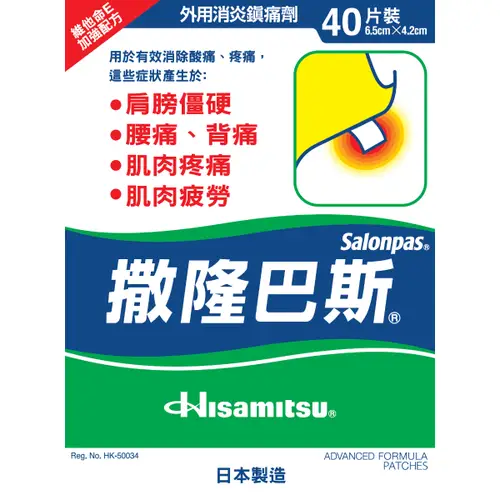 維他命E
加強配方
外用消炎鎮痛劑
40片裝
6.5cm×4.2cm
用於有效消除酸痛、疼痛，
這些症狀產生於：
•肩膀僵硬
•腰痛、背痛
•肌肉疼痛
•肌肉疲勞
Salonpas®
撒隆巴斯®
Hisamitsu®
Reg. No. HK-50034
ADVANCED FORMULA
PATCHES
日本製造